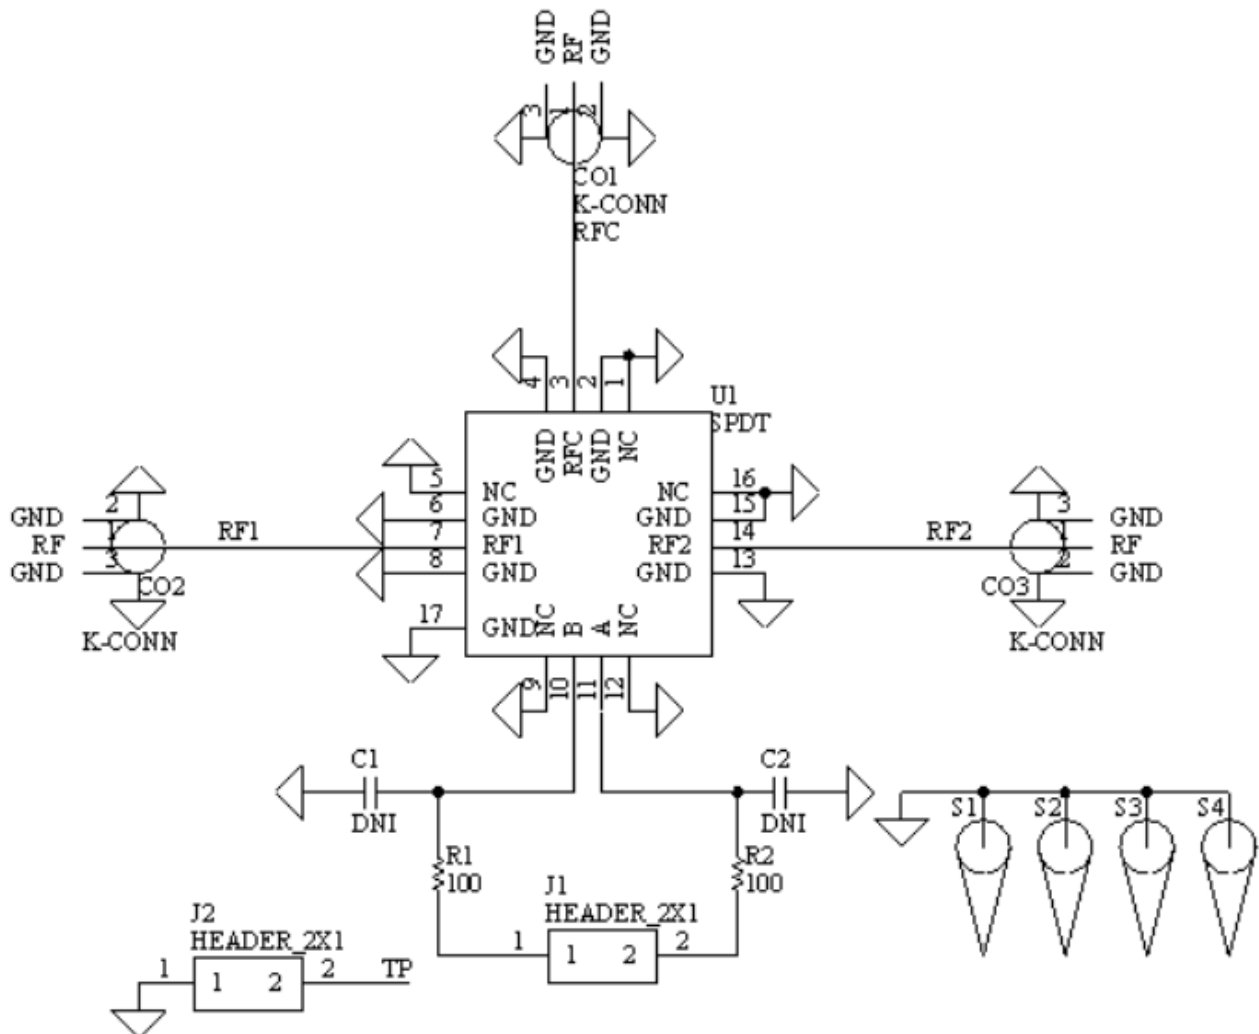 GND
RF
GND
3
1
2
CO1
K-CONN
RFC
4
3
2
1
U1
SPDT
GND
RFC
GND
NC
5
NC
NC
16
2
6
GND
GND
15
3
GND
GND
RF
1
RF1
7
RF1
RF2
14
RF2
1
RF
GND
3
8
GND
GND
13
2
GND
CO2
CO3
17
GND
NC
B
A
NC
K-CONN
K-CONN
9
10
11
12
C1
C2
DNI
DNI
S1
S2
S3
S4
R1
100
R2
100
J1
HEADER_2X1
1
1
2
2
J2
HEADER_2X1
1
1
2
2
TP